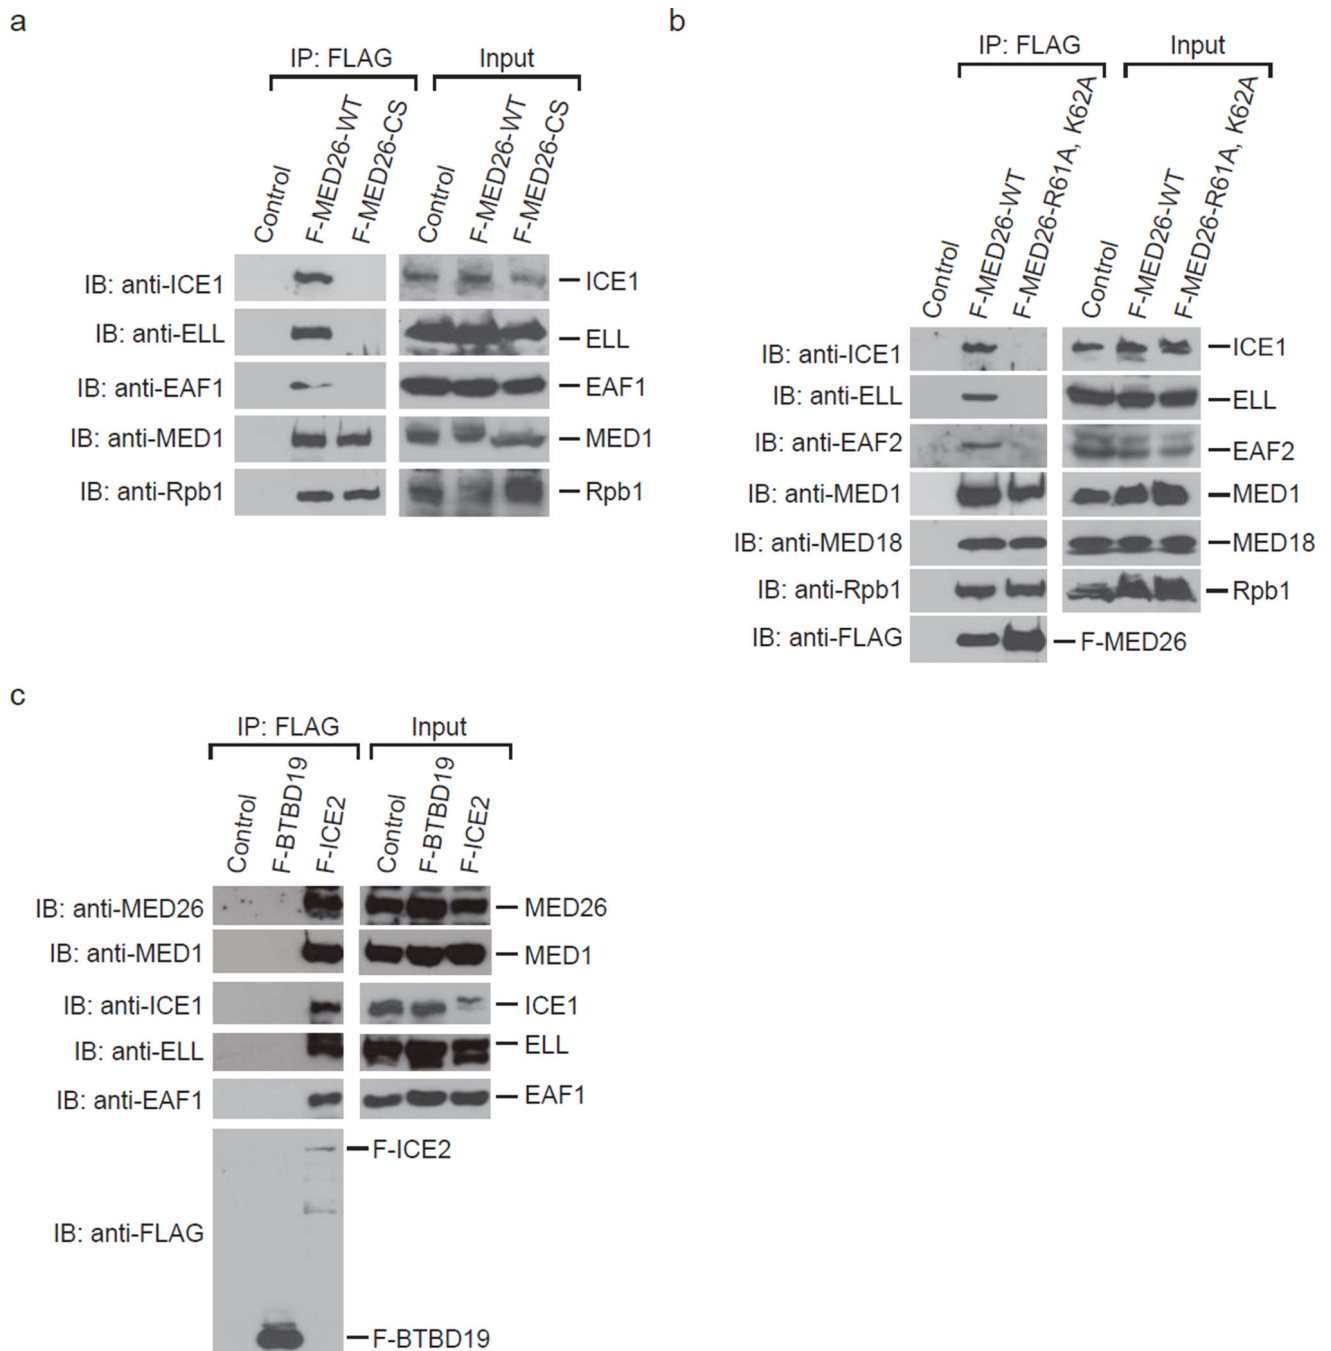 a
IP: FLAG
Input
Control
F-MED26-WT
F-MED26-CS
Control
F-MED26-WT
F-MED26-CS
IB: anti-ICE1
ICE1
IB: anti-ELL
ELL
IB: anti-EAF1
EAF1
IB: anti-MED1
MED1
IB: anti-Rpb1
Rpb1
b
IP: FLAG
Input
Control
F-MED26-WT
F-MED26-R61A, K62A
Control
F-MED26-WT
F-MED26-R61A, K62A
IB: anti-ICE1
ICE1
IB: anti-ELL
ELL
IB: anti-EAF2
EAF2
IB: anti-MED1
MED1
IB: anti-MED18
MED18
IB: anti-Rpb1
Rpb1
IB: anti-FLAG
F-MED26
c
IP: FLAG
Input
Control
F-BTBD19
F-ICE2
Control
F-BTBD19
F-ICE2
IB: anti-MED26
MED26
IB: anti-MED1
MED1
IB: anti-ICE1
ICE1
IB: anti-ELL
ELL
IB: anti-EAF1
EAF1
F-ICE2
IB: anti-FLAG
F-BTBD19